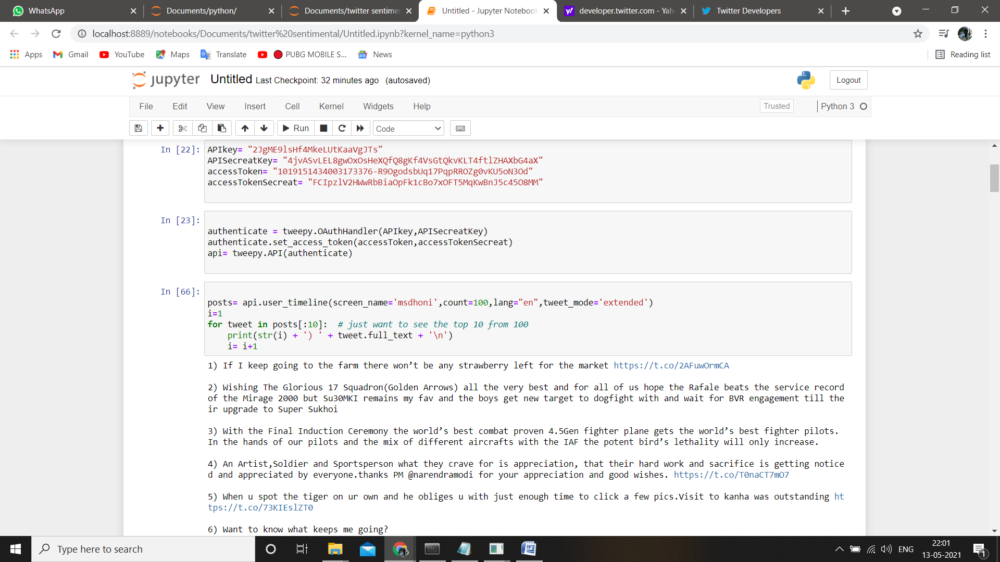 WhatsApp
Documents/python/
Documents/twitter sentime
Untitled - Jupyter Notebook
developer.twitter.com - Yah
Twitter Developers
localhost:8889/notebooks/Documents/twitter%20sentimental/Untitled.ipynb?kernel_name=python3
Apps
Gmail
YouTube
Maps
Translate
PUBG MOBILE S...
News
Reading list
jupyter
Untitled Last Checkpoint: 32 minutes ago (autosaved)
Logout
File
Edit
View
Insert
Cell
Kernel
Widgets
Help
Trusted
Python 3
Run
Code
In [22]:
APIkey= "2JgME9lsHf4MkeLUtKaaVgJTs"
APISecreatKey= "4jvASvLEL8gwOxOsHeXQfQ8gKf4VsGtQkvKLT4ftlZHAXbG4aX"
accessToken= "1019151434003173376-R9OgodsbUq17PqpRROZg0vKU5oN3Od"
accessTokenSecreat= "FCIpzlV2HWwRbBiaOpFk1cBo7xOFT5MqKwBnJ5c45O8MM"
In [23]:
authenticate = tweepy.OAuthHandler(APIkey,APISecreatKey)
authenticate.set_access_token(accessToken,accessTokenSecreat)
api= tweepy.API(authenticate)
In [66]:
posts= api.user_timeline(screen_name='msdhoni',count=100,lang="en",tweet_mode='extended')
i=1
for tweet in posts[:10]:  # just want to see the top 10 from 100
    print(str(i) + ') ' + tweet.full_text + '\n')
    i= i+1
1) If I keep going to the farm there won’t be any strawberry left for the market https://t.co/2AFuwOrmCA
2) Wishing The Glorious 17 Squadron(Golden Arrows) all the very best and for all of us hope the Rafale beats the service record
of the Mirage 2000 but Su30MKI remains my fav and the boys get new target to dogfight with and wait for BVR engagement till the
ir upgrade to Super Sukhoi
3) With the Final Induction Ceremony the world’s best combat proven 4.5Gen fighter plane gets the world’s best fighter pilots.
In the hands of our pilots and the mix of different aircrafts with the IAF the potent bird’s lethality will only increase.
4) An Artist,Soldier and Sportsperson what they crave for is appreciation, that their hard work and sacrifice is getting notice
d and appreciated by everyone.thanks PM @narendramodi for your appreciation and good wishes. https://t.co/T0naCT7mO7
5) When u spot the tiger on ur own and he obliges u with just enough time to click a few pics.Visit to kanha was outstanding ht
tps://t.co/73KIEslZT0
6) Want to know what keeps me going?
Type here to search
ENG
22:01
13-05-2021
1